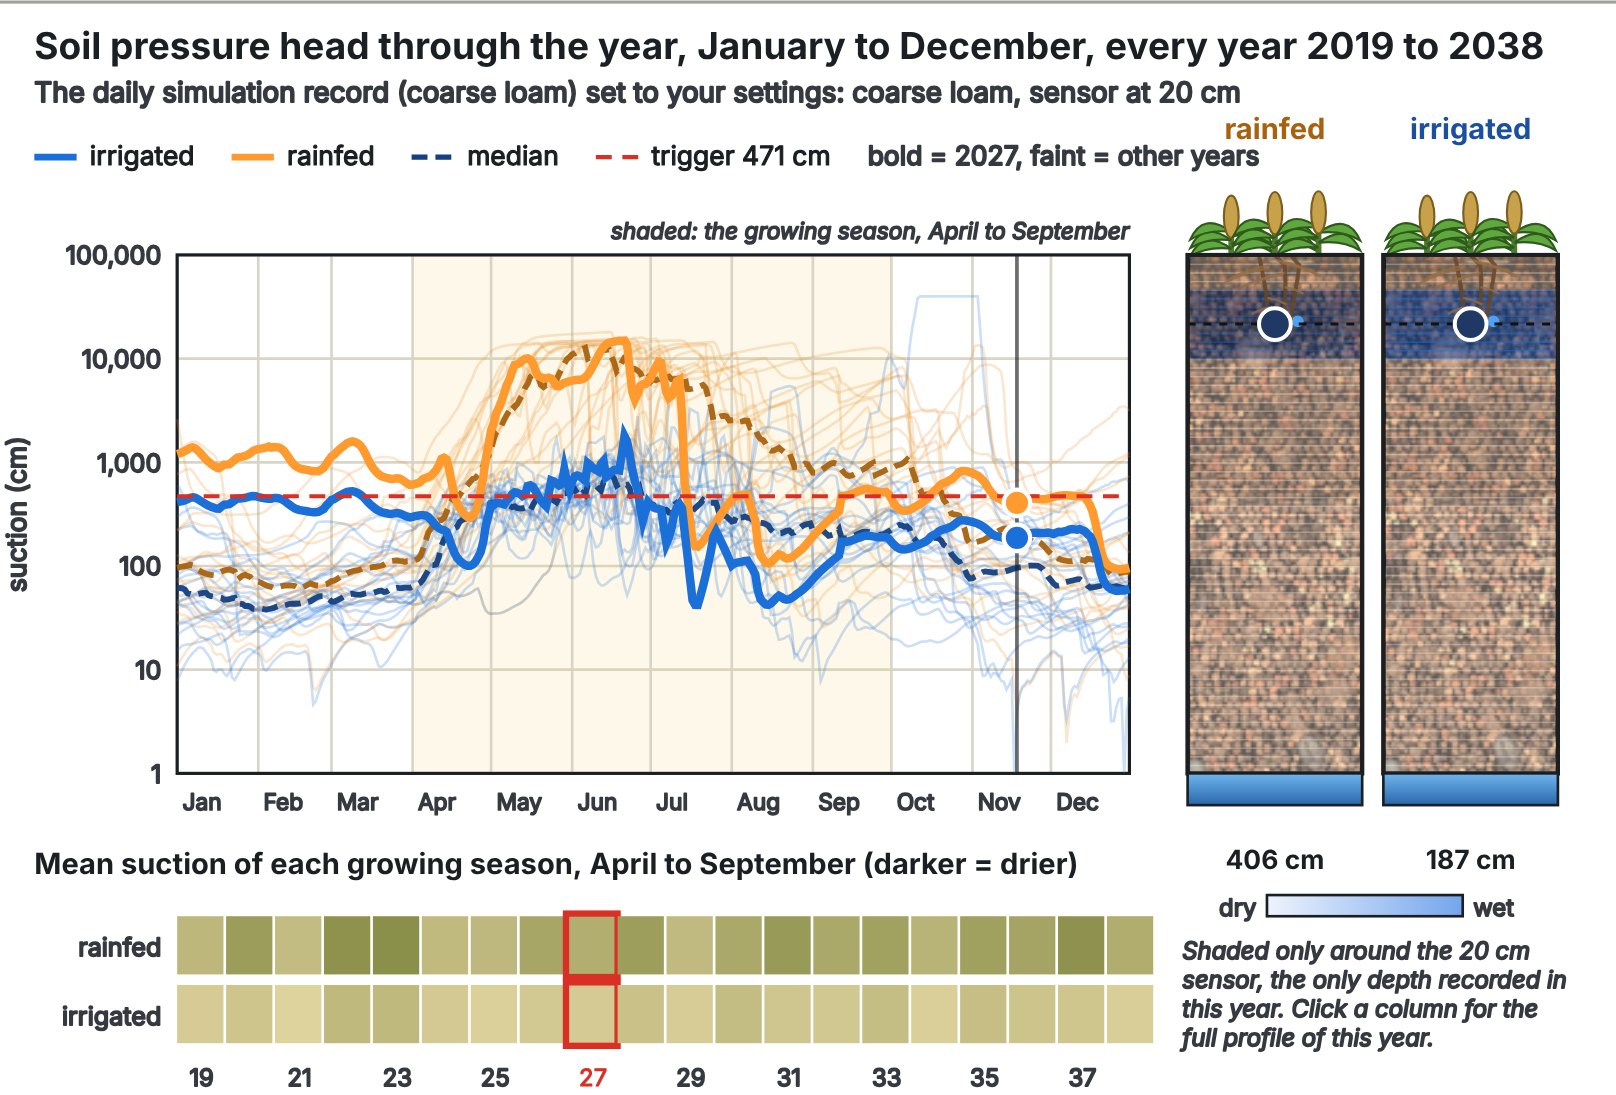 Soil pressure head through the year, January to December, every year 2019 to 2038
The daily simulation record (coarse loam) set to your settings: coarse loam, sensor at 20 cm
rainfed irrigated
irrigated rainfed median trigger 471 cm bold = 2027, faint = other years
shaded: the growing season, April to September
100,000
10,000
1,000
100
10
1
suction (cm)
Jan Feb Mar Apr May Jun Jul Aug Sep Oct Nov Dec
Mean suction of each growing season, April to September (darker = drier)
406 cm 187 cm
dry wet
rainfed
irrigated
19 21 23 25 27 29 31 33 35 37
Shaded only around the 20 cm
sensor, the only depth recorded in
this year. Click a column for the
full profile of this year.